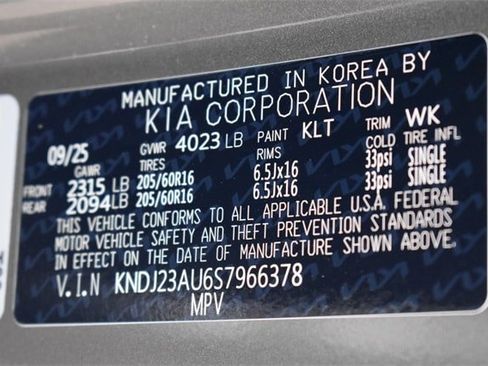 MANUFACTURED IN KOREA BY
KIA CORPORATION
09/25 GVWR 4023 LB PAINT KLT TRIM WK
GAWR TIRES RIMS COLD TIRE INFL
FRONT 2315 LB 205/60R16 6.5Jx16 33psi SINGLE
REAR 2094 LB 205/60R16 6.5Jx16 33psi SINGLE
THIS VEHICLE CONFORMS TO ALL APPLICABLE U.S.A. FEDERAL
MOTOR VEHICLE SAFETY AND THEFT PREVENTION STANDARDS
IN EFFECT ON THE DATE OF MANUFACTURE SHOWN ABOVE.
V.I.N KNDJ23AU6S7966378
MPV